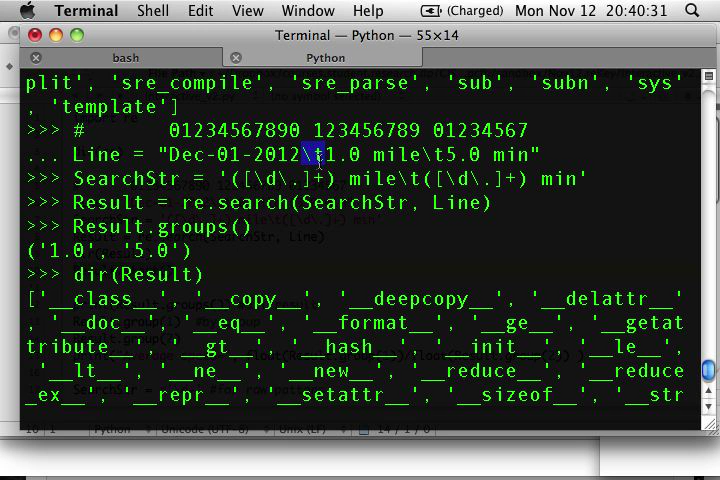 Terminal Shell Edit View Window Help (Charged) Mon Nov 12 20:40:31
Terminal — Python — 55×14
bash Python
plit', 'sre_compile', 'sre_parse', 'sub', 'subn', 'sys'
, 'template']
>>> #       01234567890 123456789 01234567
... Line = "Dec-01-2012\t1.0 mile\t5.0 min"
>>> SearchStr = '([\d\.]+) mile\t([\d\.]+) min'
>>> Result = re.search(SearchStr, Line)
>>> Result.groups()
('1.0', '5.0')
>>> dir(Result)
['__class__', '__copy__', '__deepcopy__', '__delattr__'
, '__doc__', '__eq__', '__format__', '__ge__', '__getat
tribute__', '__gt__', '__hash__', '__init__', '__le__',
 '__lt__', '__ne__', '__new__', '__reduce__', '__reduce
_ex__', '__repr__', '__setattr__', '__sizeof__', '__str